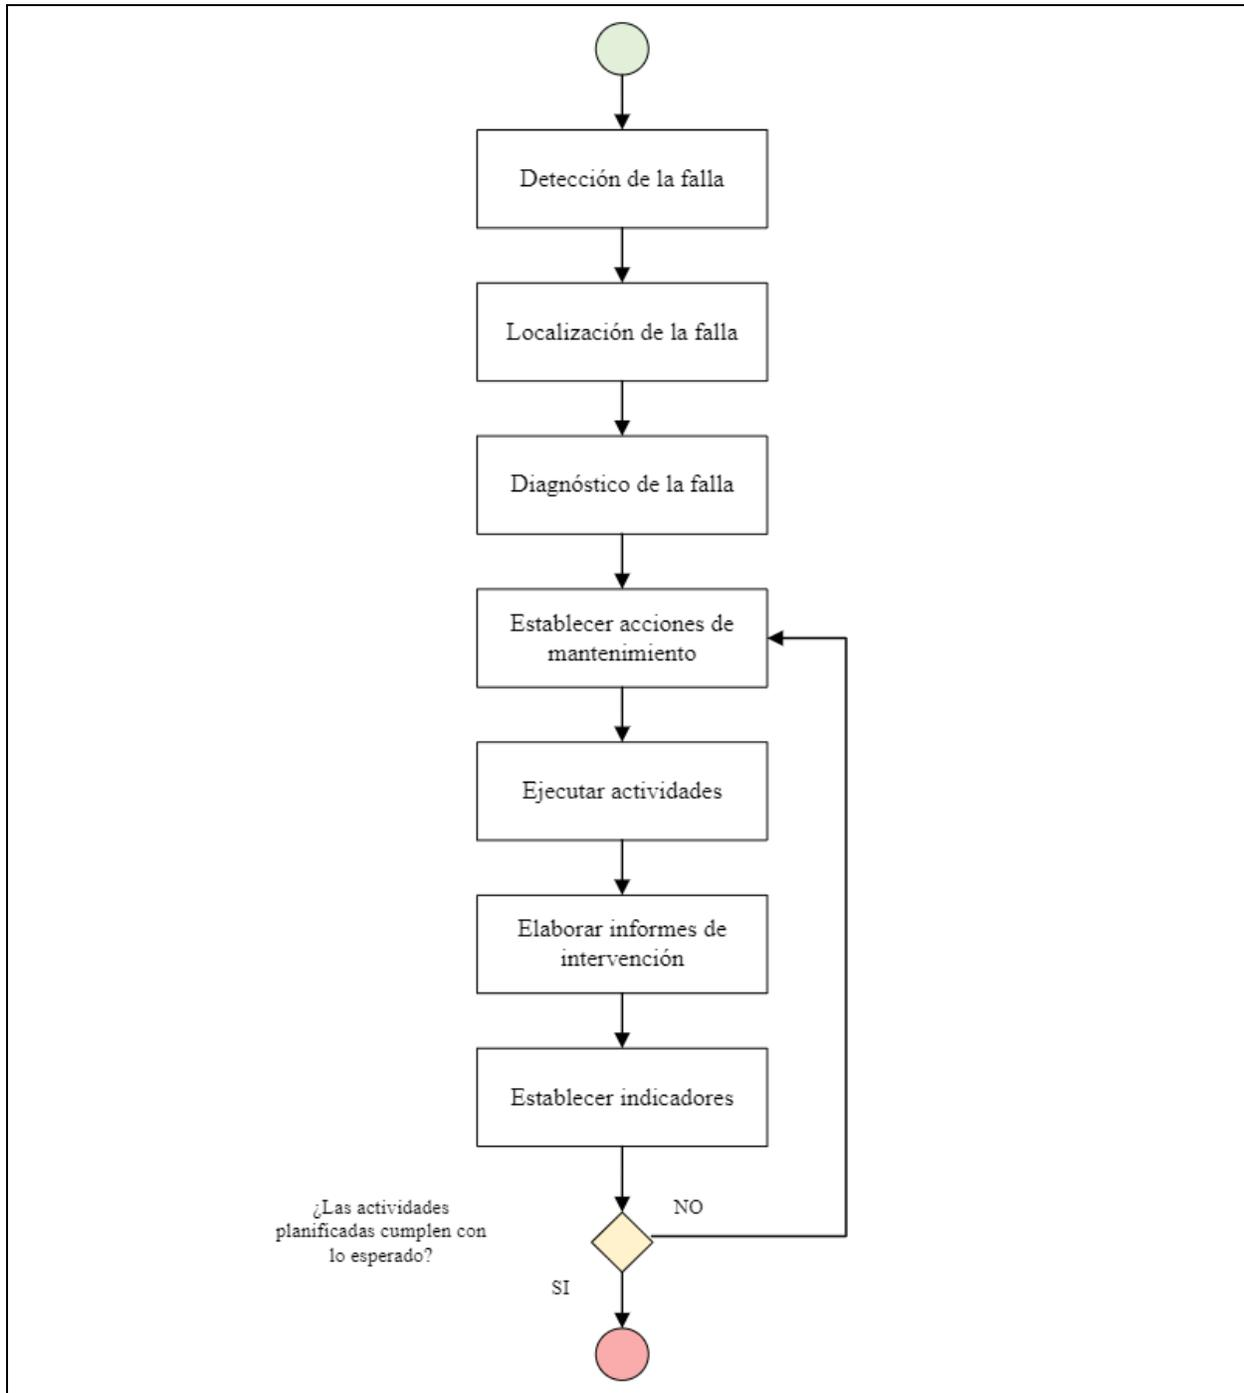 Detección de la falla
Localización de la falla
Diagnóstico de la falla
Establecer acciones de
mantenimiento
Ejecutar actividades
Elaborar informes de
intervención
Establecer indicadores
¿Las actividades
planificadas cumplen con
lo esperado?
NO
SI